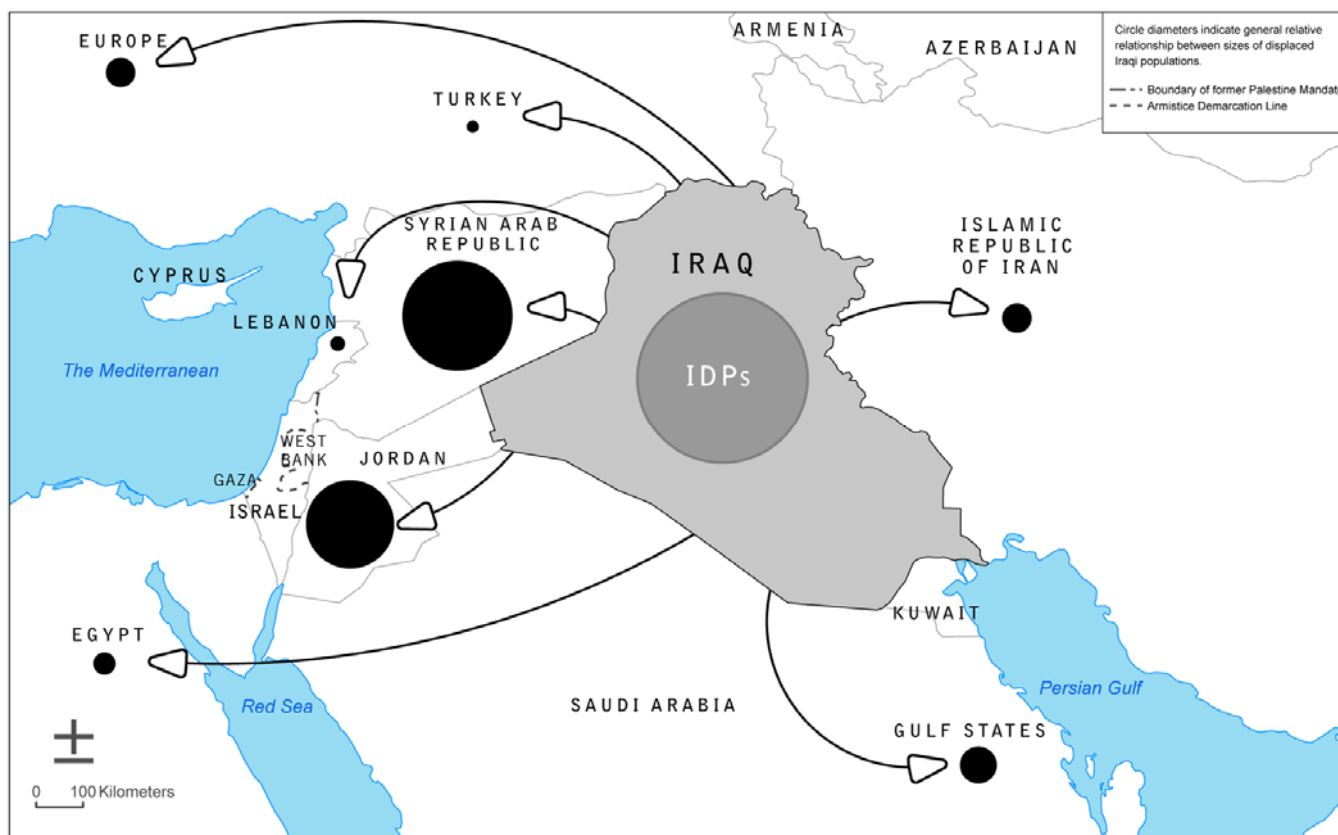 EUROPE
ARMENIA
AZERBAIJAN
Circle diameters indicate general relative
relationship between sizes of displaced
Iraqi populations.
Boundary of former Palestine Mandate
Armistice Demarcation Line
TURKEY
SYRIAN ARAB
REPUBLIC
ISLAMIC
REPUBLIC
OF IRAN
IRAQ
CYPRUS
LEBANON
The Mediterranean
IDPs
WEST
BANK
JORDAN
GAZA
ISRAEL
KUWAIT
EGYPT
Red Sea
SAUDI ARABIA
Persian Gulf
GULF STATES
0 100 Kilometers